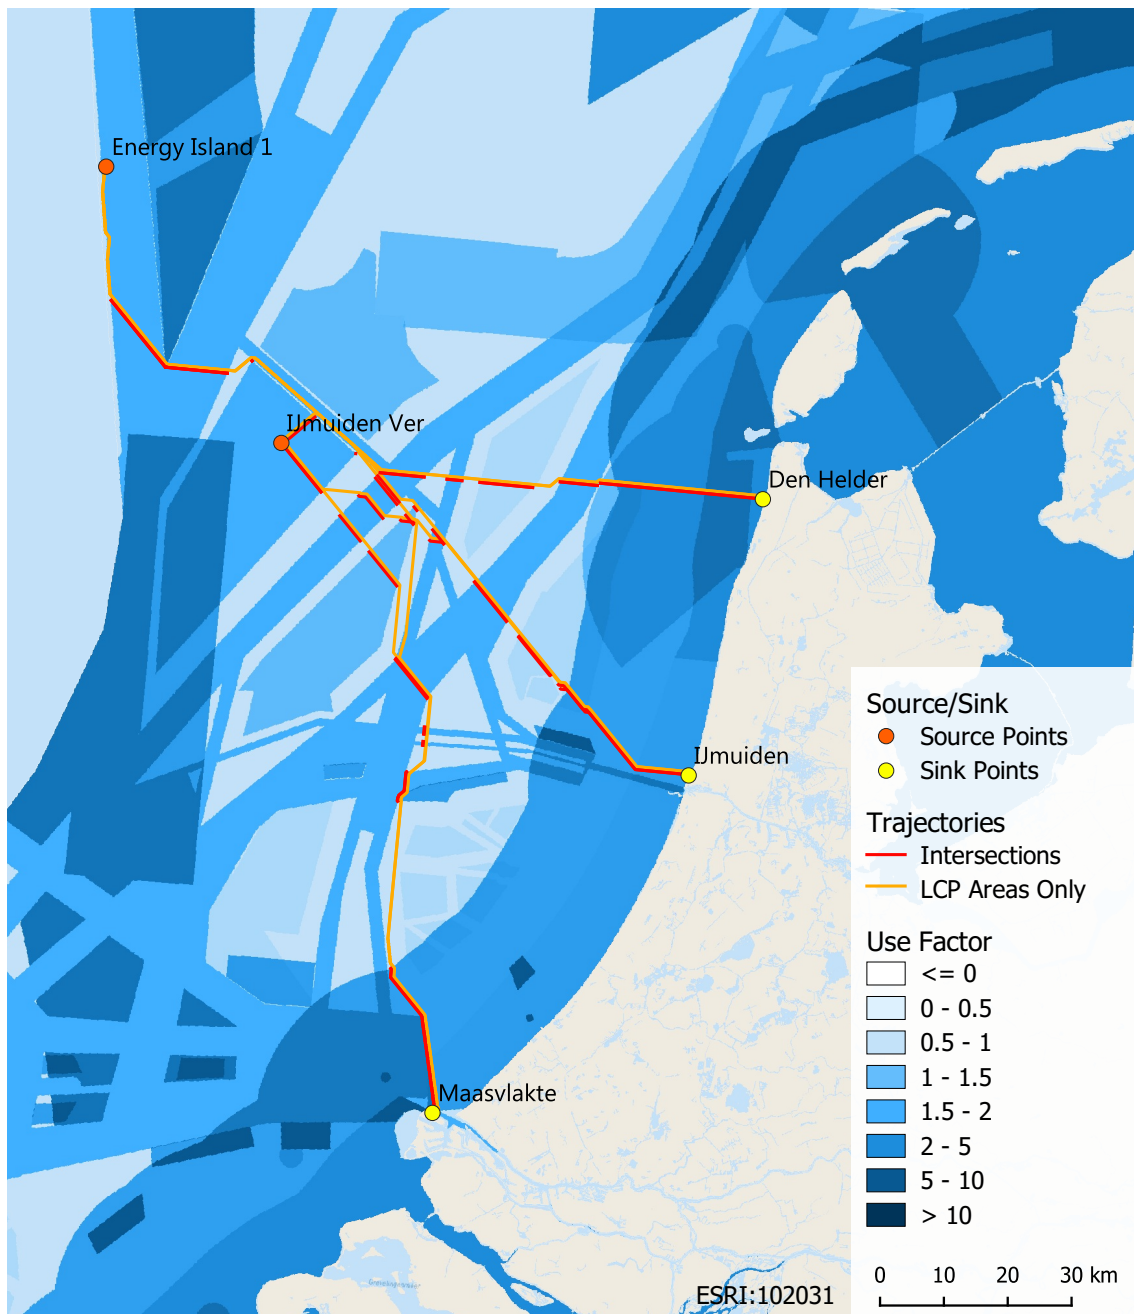 Energy Island 1
IJmuiden Ver
Den Helder
IJmuiden
Maasvlakte
Source/Sink
Source Points
Sink Points
Trajectories
Intersections
LCP Areas Only
Use Factor
<= 0
0 - 0.5
0.5 - 1
1 - 1.5
1.5 - 2
2 - 5
5 - 10
> 10
0 10 20 30 km
ESRI:102031